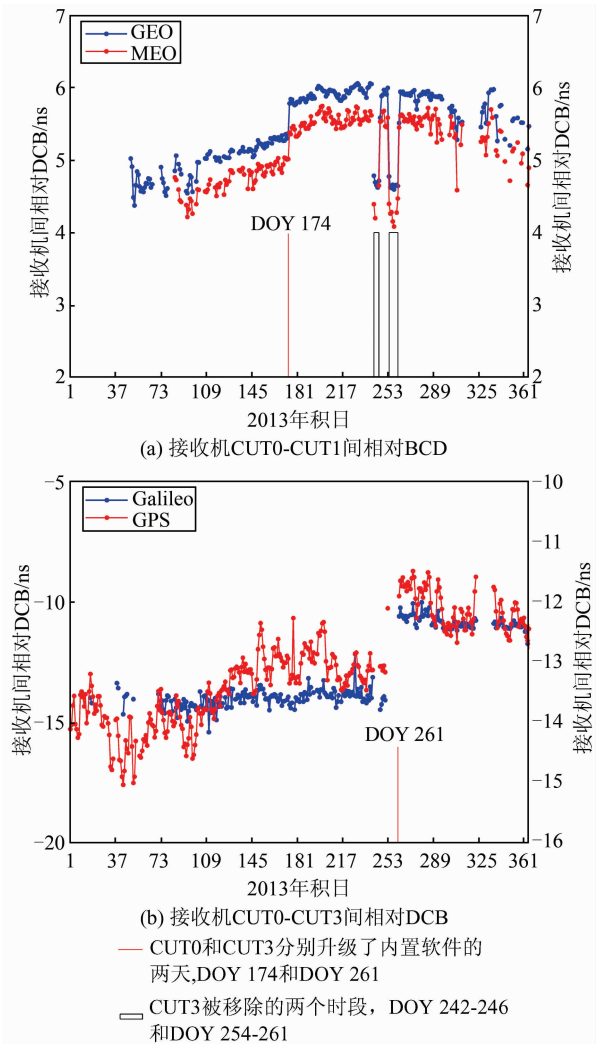 7
6
5
4
3
2
接收机间相对DCB/ns
GEO
MEO
DOY 174
7
6
5
4
3
2
接收机间相对DCB/ns
1 37 73 109 145 181 217 253 289 325 361
2013年积日
(a) 接收机CUT0-CUT1间相对BCD
−5
−10
−15
−20
接收机间相对DCB/ns
Galileo
GPS
DOY 261
−10
−11
−12
−13
−14
−15
−16
接收机间相对DCB/ns
1 37 73 109 145 181 217 253 289 325 361
2013年积日
(b) 接收机CUT0-CUT3间相对DCB
CUT0和CUT3分别升级了内置软件的
两天,DOY 174和DOY 261
CUT3被移除的两个时段，DOY 242-246
和DOY 254-261